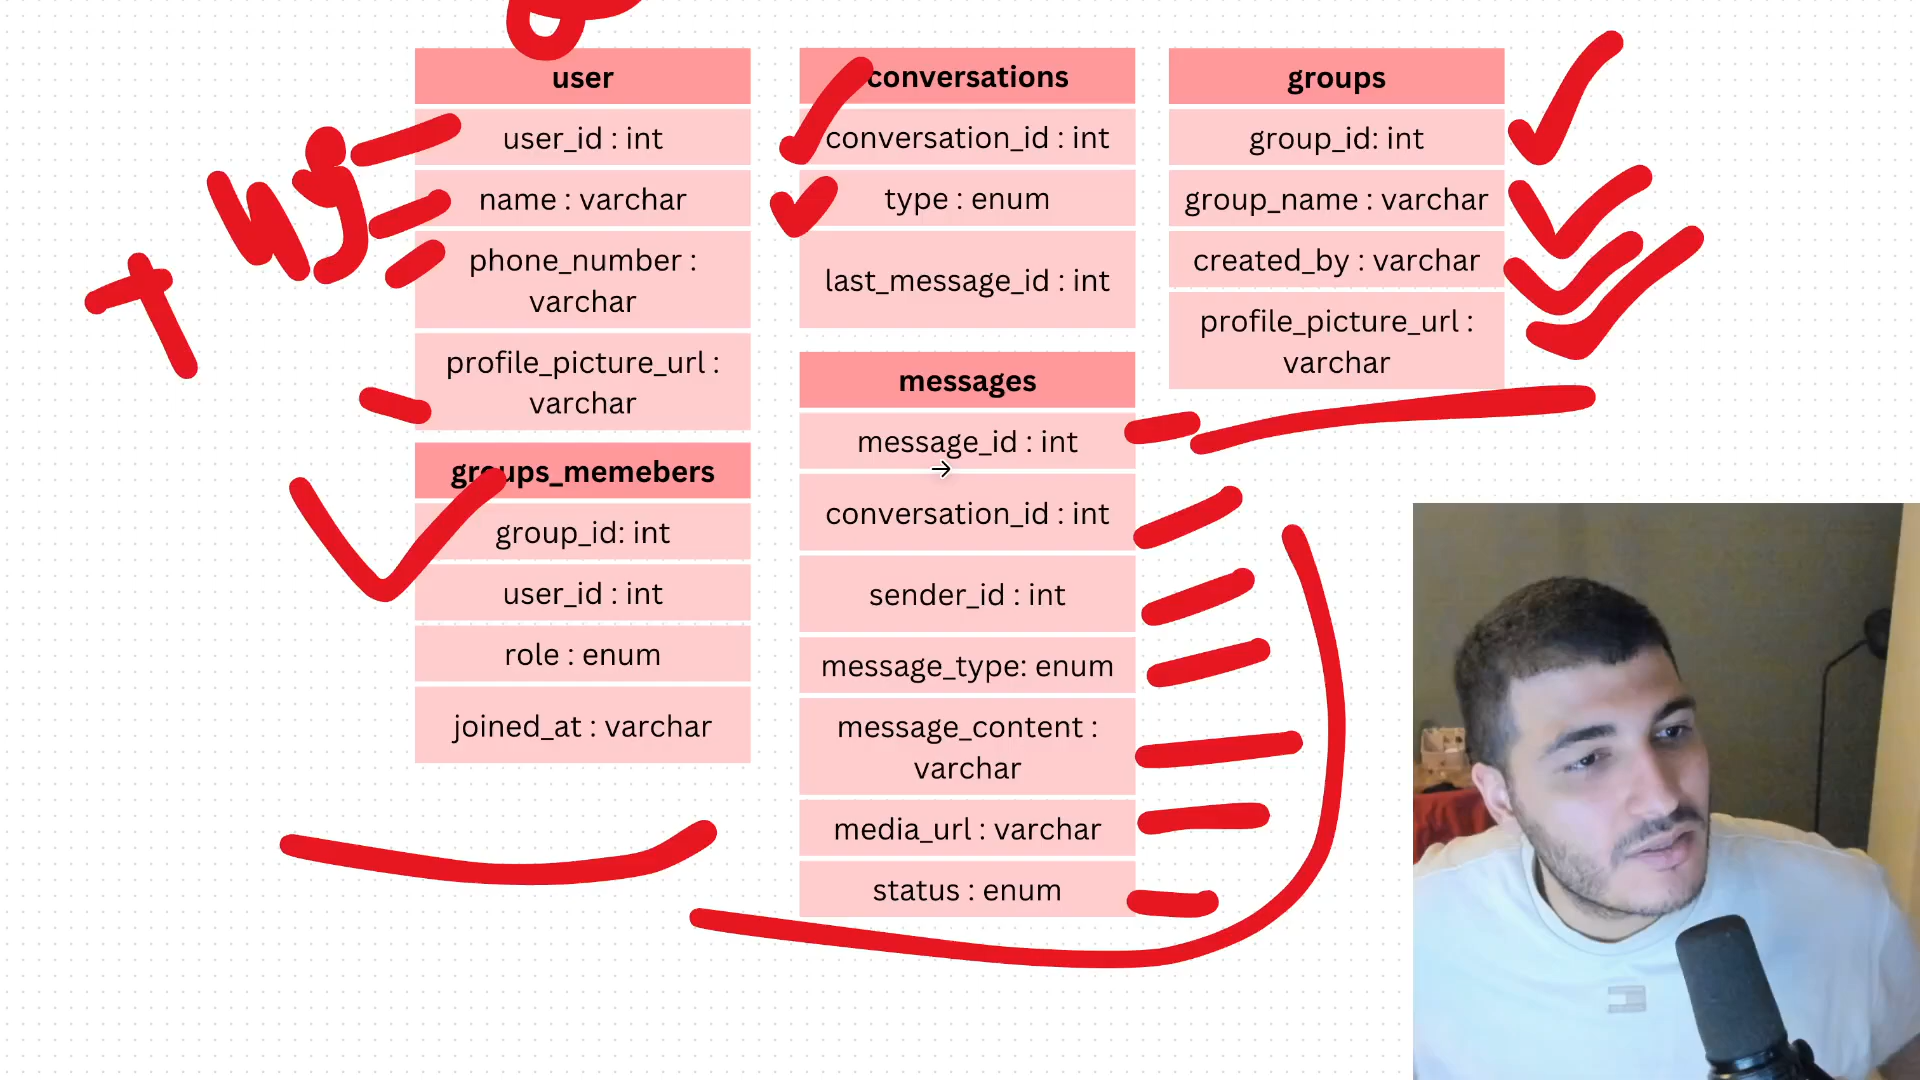 user
user_id : int
name : varchar
phone_number :
varchar
profile_picture_url :
varchar
groups_memebers
group_id: int
user_id : int
role : enum
joined_at : varchar
conversations
conversation_id : int
type : enum
last_message_id : int
messages
message_id : int
conversation_id : int
sender_id : int
message_type: enum
message_content :
varchar
media_url : varchar
status : enum
groups
group_id: int
group_name : varchar
created_by : varchar
profile_picture_url :
varchar